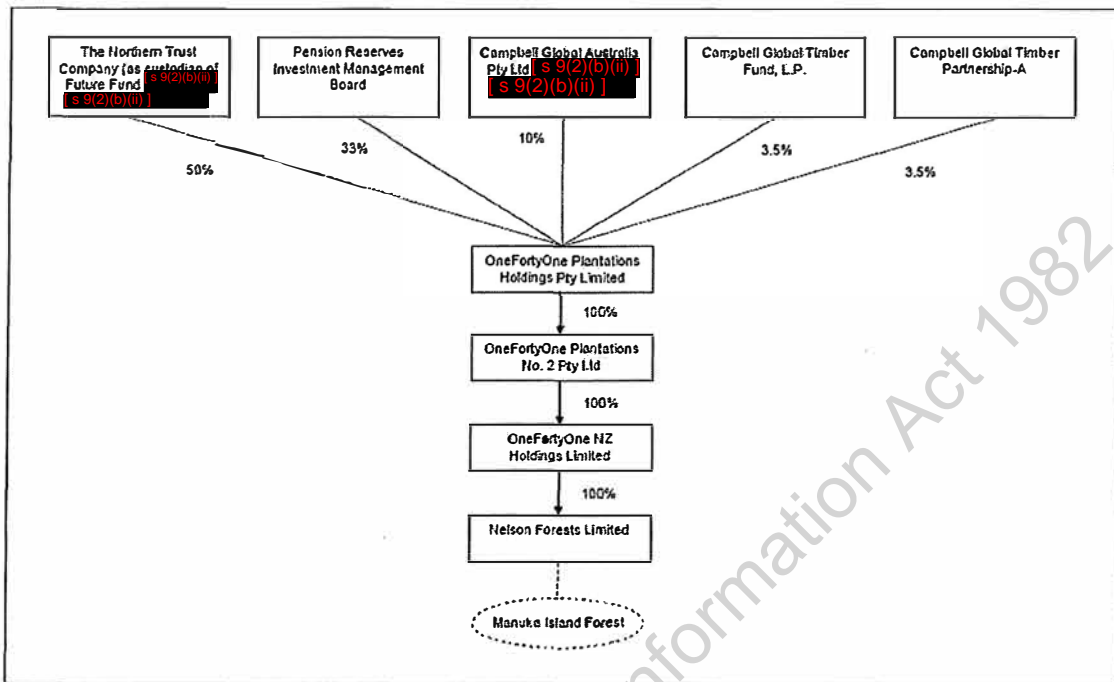 The Northern Trust
Company (as custodian of
Future Fund [ s 9(2)(b)(ii) ]
[ s 9(2)(b)(ii) ]
Pension Reserves
Investment Management
Board
Campbell Global Australia
Pty Ltd [ s 9(2)(b)(ii) ]
[ s 9(2)(b)(ii) ]
Campbell Global Timber
Fund, L.P.
Campbell Global Timber
Partnership-A
50%
33%
10%
3.5%
3.5%
OneFortyOne Plantations
Holdings Pty Limited
100%
OneFortyOne Plantations
No. 2 Pty Ltd
100%
OneFortyOne NZ
Holdings Limited
100%
Nelson Forests Limited
Manuka Island Forest
nformation Act 1982